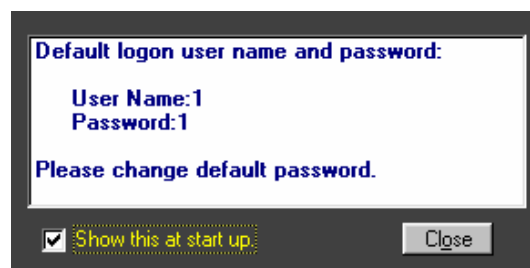 Default logon user name and password:
User Name:1
Password:1
Please change default password.
Show this at start up.
Close